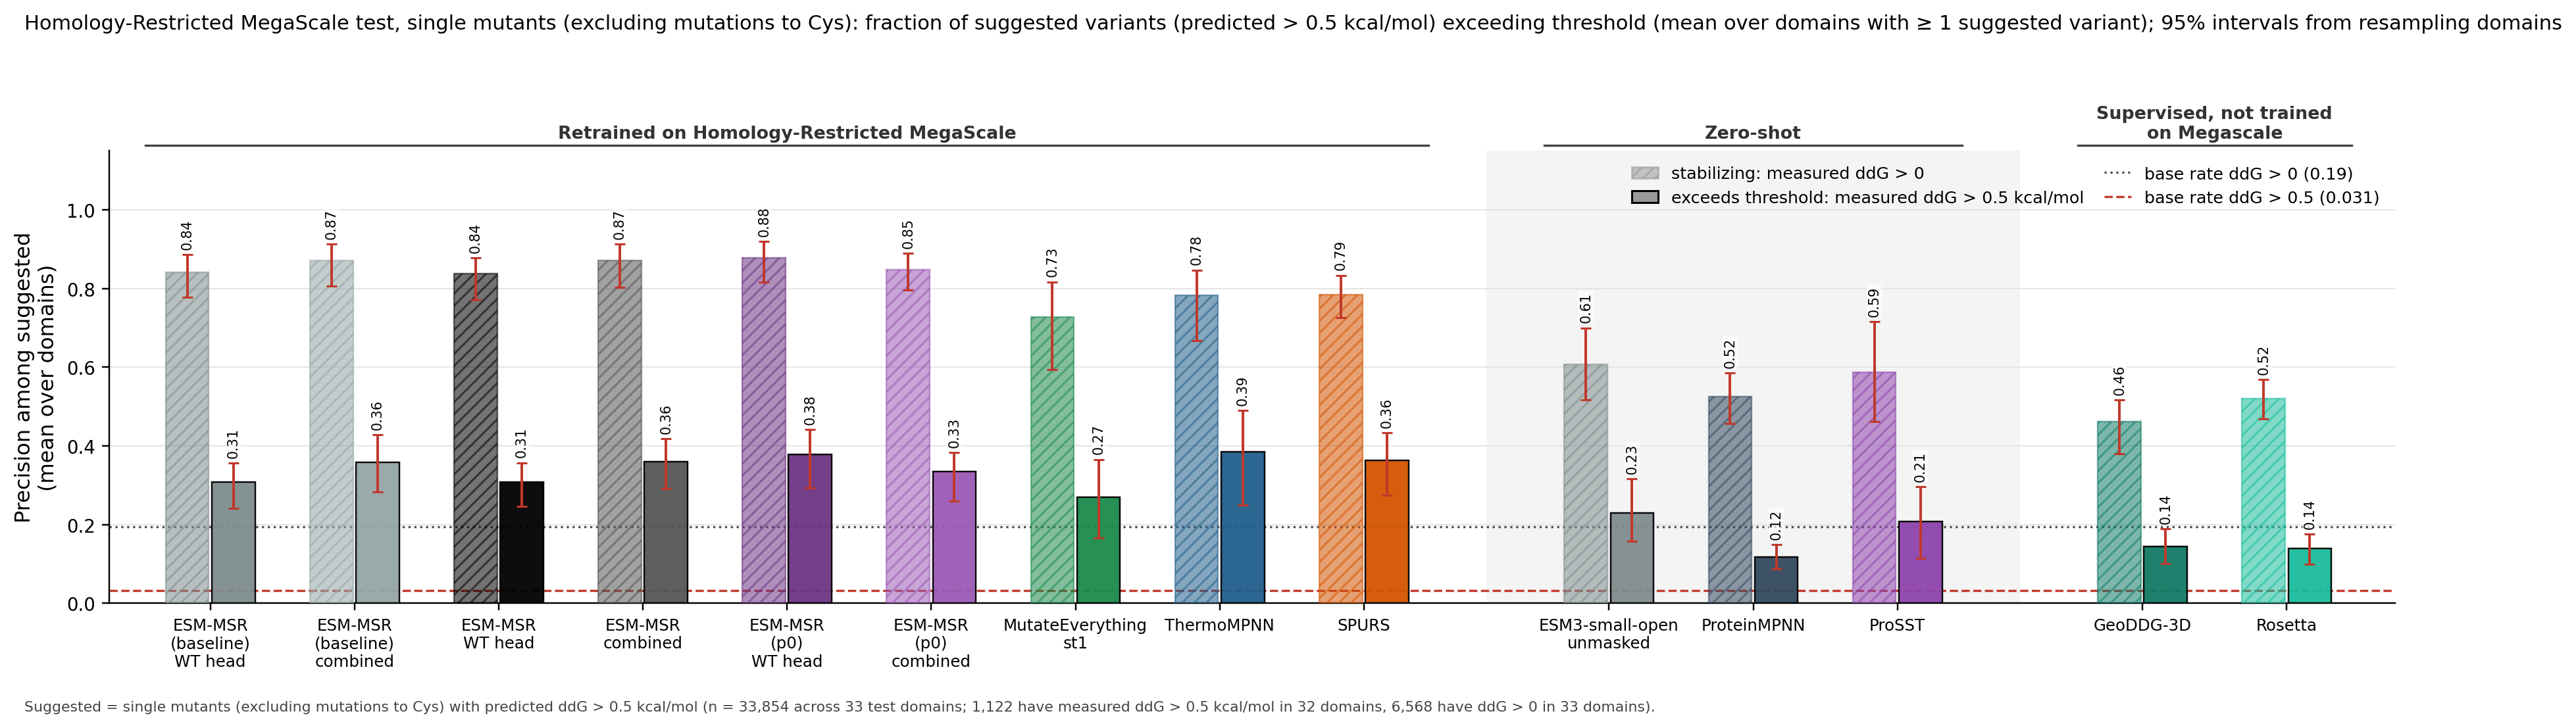 Homology-Restricted MegaScale test, single mutants (excluding mutations to Cys): fraction of suggested variants (predicted > 0.5 kcal/mol) exceeding threshold (mean over domains with ≥ 1 suggested variant); 95% intervals from resampling domains
Retrained on Homology-Restricted MegaScale
Zero-shot
Supervised, not trained
on Megascale
stabilizing: measured ddG > 0
exceeds threshold: measured ddG > 0.5 kcal/mol
base rate ddG > 0 (0.19)
base rate ddG > 0.5 (0.031)
Precision among suggested
(mean over domains)
1.0
0.8
0.6
0.4
0.2
0.0
0.84
0.31
0.87
0.36
0.84
0.31
0.87
0.36
0.88
0.38
0.85
0.33
0.73
0.27
0.78
0.39
0.79
0.36
0.61
0.23
0.52
0.12
0.59
0.21
0.46
0.14
0.52
0.14
ESM-MSR
(baseline)
WT head
ESM-MSR
(baseline)
combined
ESM-MSR
WT head
ESM-MSR
combined
ESM-MSR
(p0)
WT head
ESM-MSR
(p0)
combined
MutateEverything
st1
ThermoMPNN
SPURS
ESM3-small-open
unmasked
ProteinMPNN
ProSST
GeoDDG-3D
Rosetta
Suggested = single mutants (excluding mutations to Cys) with predicted ddG > 0.5 kcal/mol (n = 33,854 across 33 test domains; 1,122 have measured ddG > 0.5 kcal/mol in 32 domains, 6,568 have ddG > 0 in 33 domains).